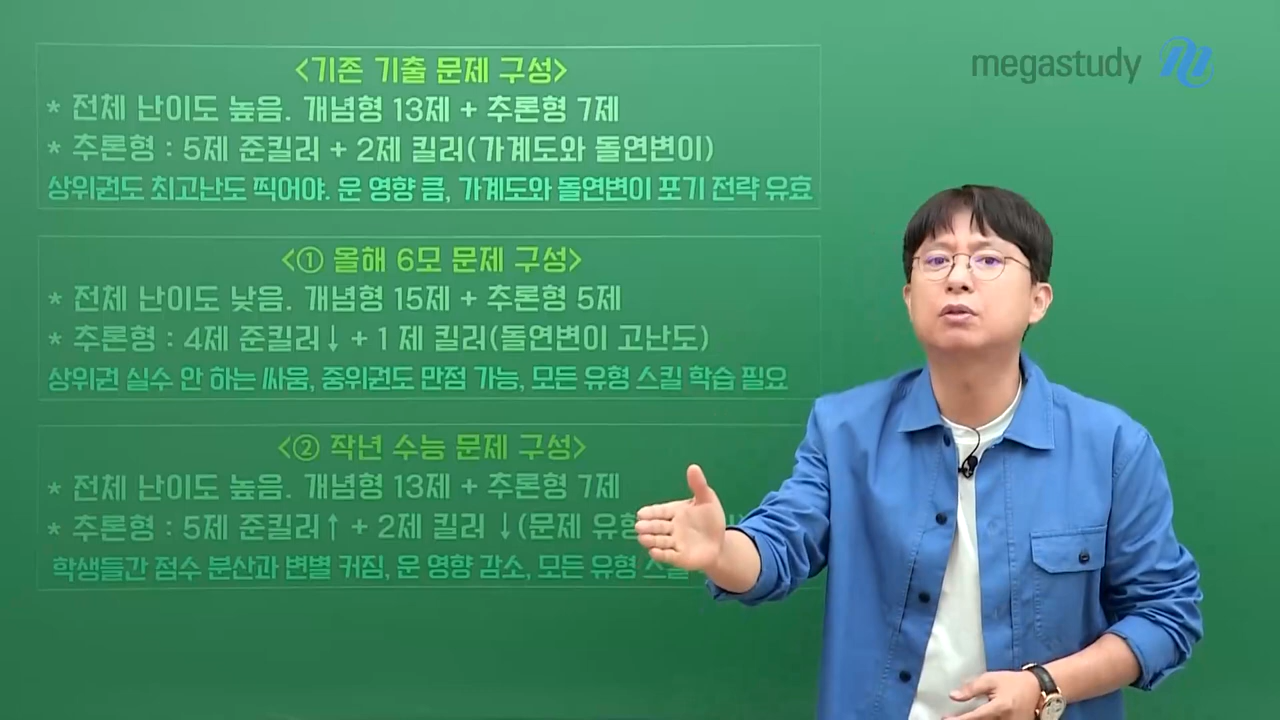 <기존 기출 문제 구성>
* 전체 난이도 높음. 개념형 13제 + 추론형 7제
* 추론형 : 5제 준킬러 + 2제 킬러(가계도와 돌연변이)
상위권도 최고난도 찍어야. 운 영향 큼, 가계도와 돌연변이 포기 전략 유효
<① 올해 6모 문제 구성>
* 전체 난이도 낮음. 개념형 15제 + 추론형 5제
* 추론형 : 4제 준킬러↓ + 1 제 킬러(돌연변이 고난도)
상위권 실수 안 하는 싸움, 중위권도 만점 가능, 모든 유형 스킬 학습 필요
<② 작년 수능 문제 구성>
* 전체 난이도 높음. 개념형 13제 + 추론형 7제
* 추론형 : 5제 준킬러↑ + 2제 킬러 ↓(문제 유형
학생들간 점수 분산과 변별 커짐, 운 영향 감소, 모든 유형 스킬
megastudy